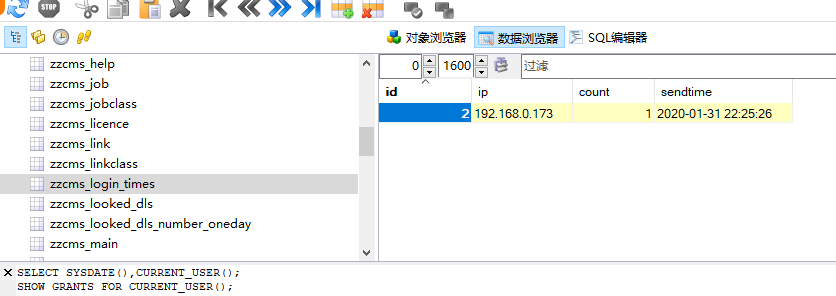 STOP
对象浏览器
数据浏览器
SQL编辑器
0
1600
过滤
zzcms_help
zzcms_job
zzcms_jobclass
zzcms_licence
zzcms_link
zzcms_linkclass
zzcms_login_times
zzcms_looked_dls
zzcms_looked_dls_number_oneday
zzcms_main
id ip count sendtime
2 192.168.0.173 1 2020-01-31 22:25:26
SELECT SYSDATE(),CURRENT_USER();
SHOW GRANTS FOR CURRENT_USER();